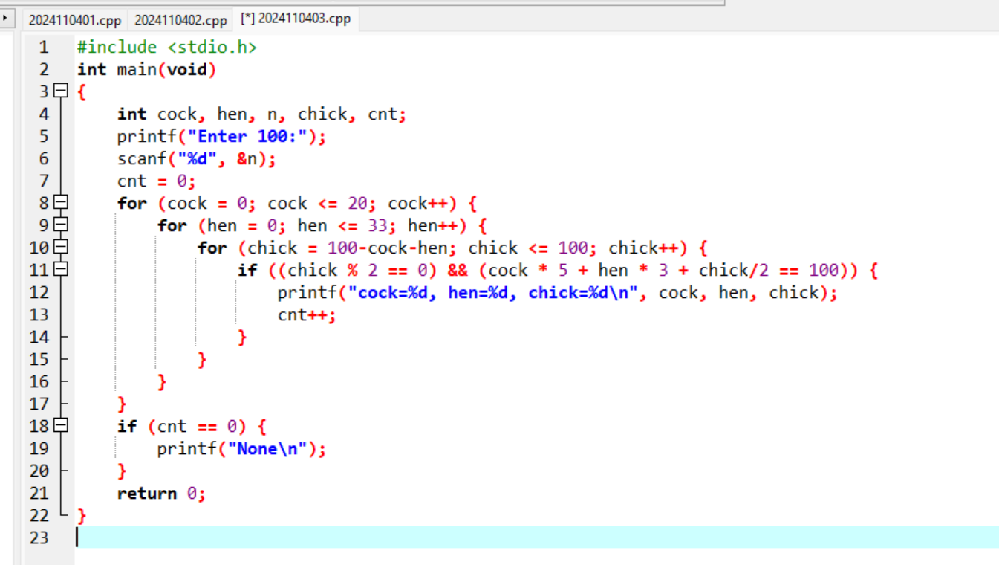 2024110401.cpp 2024110402.cpp [*] 2024110403.cpp
1 #include <stdio.h>
2 int main(void)
3 {
4     int cock, hen, n, chick, cnt;
5     printf("Enter 100:");
6     scanf("%d", &n);
7     cnt = 0;
8     for (cock = 0; cock <= 20; cock++) {
9         for (hen = 0; hen <= 33; hen++) {
10             for (chick = 100-cock-hen; chick <= 100; chick++) {
11                 if ((chick % 2 == 0) && (cock * 5 + hen * 3 + chick/2 == 100)) {
12                     printf("cock=%d, hen=%d, chick=%d\n", cock, hen, chick);
13                     cnt++;
14                 }
15             }
16         }
17     }
18     if (cnt == 0) {
19         printf("None\n");
20     }
21     return 0;
22 }
23